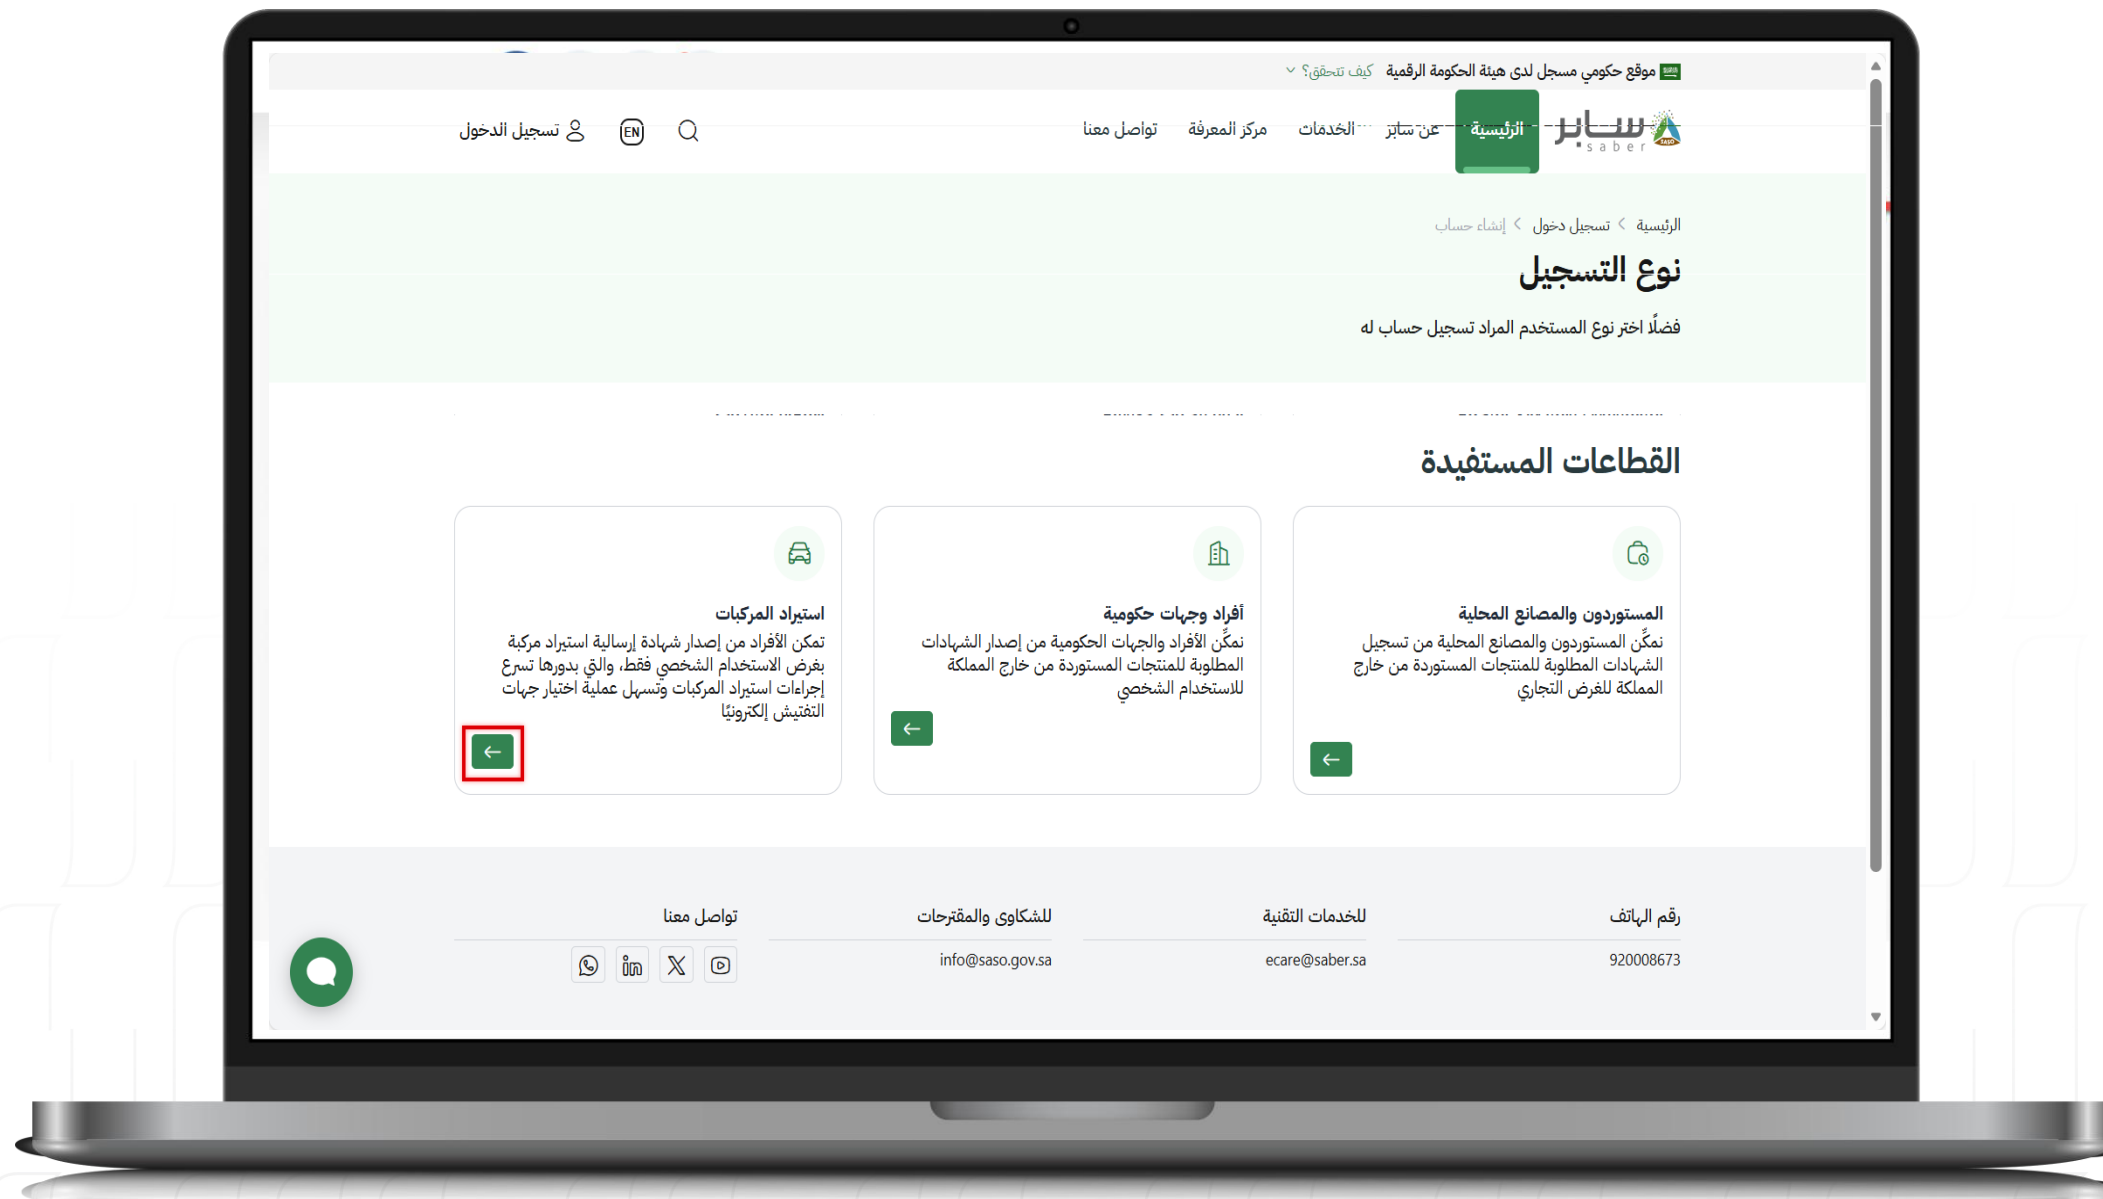 موقع حكومي مسجل لدى هيئة الحكومة الرقمية كيف تتحقق؟
سابر
saber
SASO
الرئيسية
عن سابر
الخدمات
مركز المعرفة
تواصل معنا
EN
تسجيل الدخول
الرئيسية > تسجيل دخول > إنشاء حساب
نوع التسجيل
فضلًا اختر نوع المستخدم المراد تسجيل حساب له
القطاعات المستفيدة
المستوردون والمصانع المحلية
نمكّن المستوردون والمصانع المحلية من تسجيل
الشهادات المطلوبة للمنتجات المستوردة من خارج
المملكة للغرض التجاري
أفراد وجهات حكومية
نمكّن الأفراد والجهات الحكومية من إصدار الشهادات
المطلوبة للمنتجات المستوردة من خارج المملكة
للاستخدام الشخصي
استيراد المركبات
تمكن الأفراد من إصدار شهادة إرسالية استيراد مركبة
بغرض الاستخدام الشخصي فقط، والتي بدورها تسرع
إجراءات استيراد المركبات وتسهل عملية اختيار جهات
التفتيش إلكترونيًا
رقم الهاتف
920008673
للخدمات التقنية
ecare@saber.sa
للشكاوى والمقترحات
info@saso.gov.sa
تواصل معنا